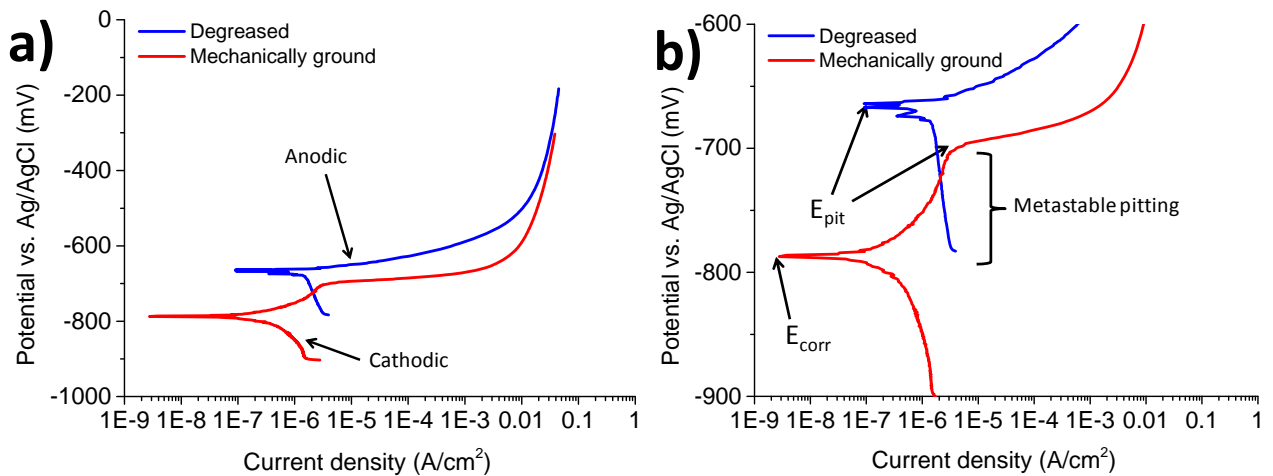 a)
Degreased
Mechanically ground
Anodic
Cathodic
0
-200
-400
-600
-800
-1000
1E-9 1E-8 1E-7 1E-6 1E-5 1E-4 1E-3 0.01 0.1 1
Potential vs. Ag/AgCl (mV)
Current density (A/cm²)
b)
Degreased
Mechanically ground
E_pit
Metastable pitting
E_corr
-600
-700
-800
-900
1E-9 1E-8 1E-7 1E-6 1E-5 1E-4 1E-3 0.01 0.1 1
Potential vs. Ag/AgCl (mV)
Current density (A/cm²)